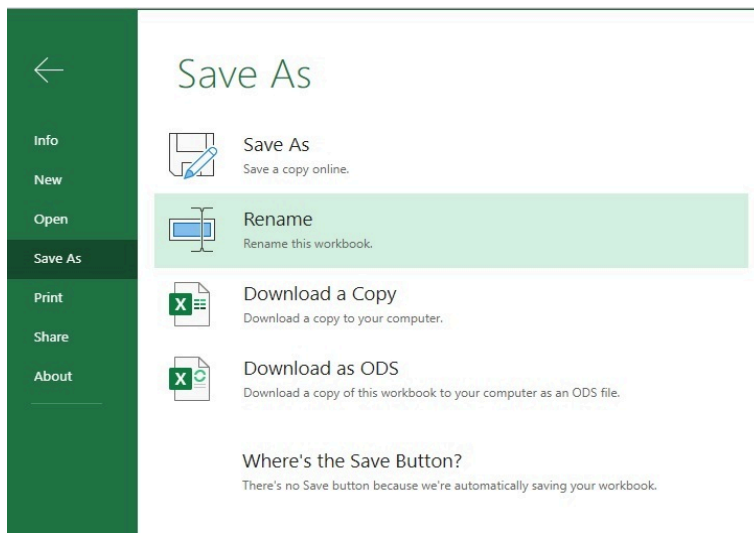 Save As
Info
New
Open
Save As
Print
Share
About
Save As
Save a copy online.
Rename
Rename this workbook.
X
Download a Copy
Download a copy to your computer.
X
Download as ODS
Download a copy of this workbook to your computer as an ODS file.
Where's the Save Button?
There's no Save button because we're automatically saving your workbook.